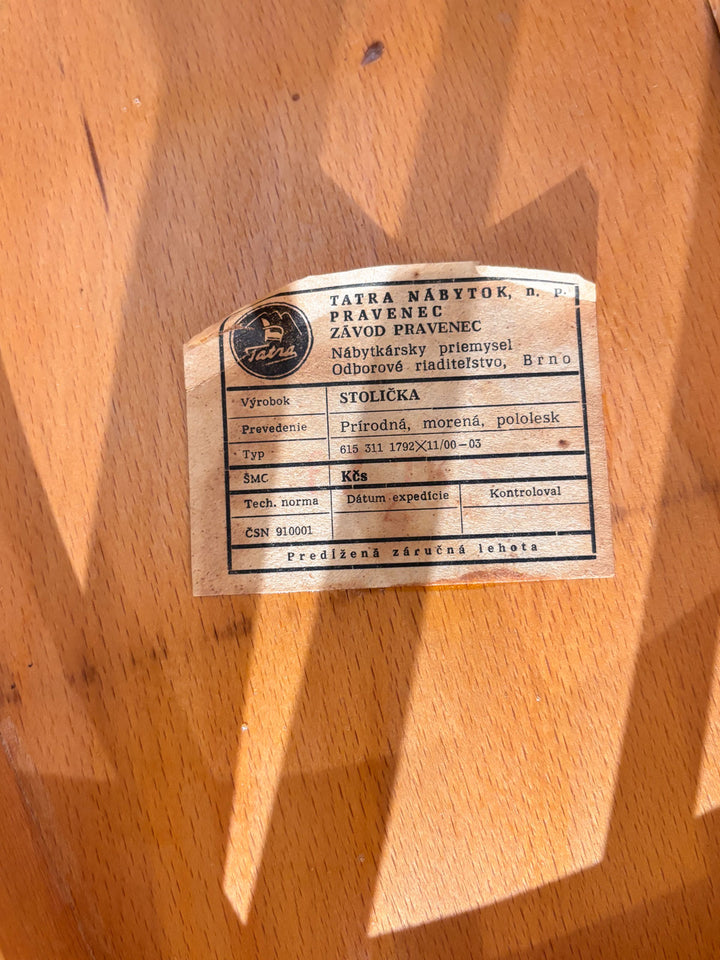 TATRA NÁBYTOK, n. p.
PRAVENEC
ZÁVOD PRAVENEC
Nábytkársky priemysel
Odborové riaditeľstvo, Brno
Tatra
Výrobok STOLIČKA
Prevedenie Prírodná, morená, pololesk
Typ 615 311 1792×11/00-03
ŠMC Kčs
Tech. norma Dátum expedície Kontroloval
ČSN 910001
Predĺžená záručná lehota